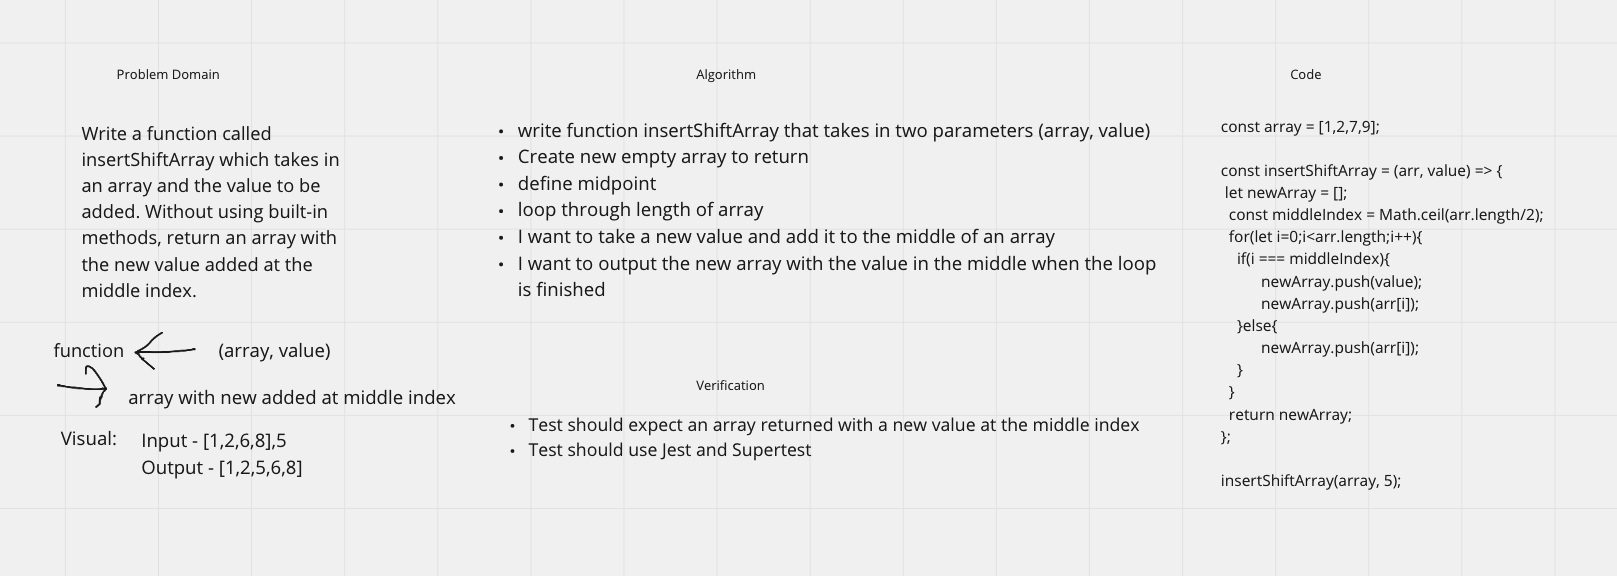 Problem Domain
Write a function called
insertShiftArray which takes in
an array and the value to be
added. Without using built-in
methods, return an array with
the new value added at the
middle index.
function
(array, value)
array with new added at middle index
Visual:
Input - [1,2,6,8],5
Output - [1,2,5,6,8]
Algorithm
• write function insertShiftArray that takes in two parameters (array, value)
• Create new empty array to return
• define midpoint
• loop through length of array
• I want to take a new value and add it to the middle of an array
• I want to output the new array with the value in the middle when the loop
is finished
Verification
• Test should expect an array returned with a new value at the middle index
• Test should use Jest and Supertest
Code
const array = [1,2,7,9];
const insertShiftArray = (arr, value) => {
let newArray = [];
const middleIndex = Math.ceil(arr.length/2);
for(let i=0;i<arr.length;i++){
if(i === middleIndex){
newArray.push(value);
newArray.push(arr[i]);
}else{
newArray.push(arr[i]);
}
}
return newArray;
};
insertShiftArray(array, 5);